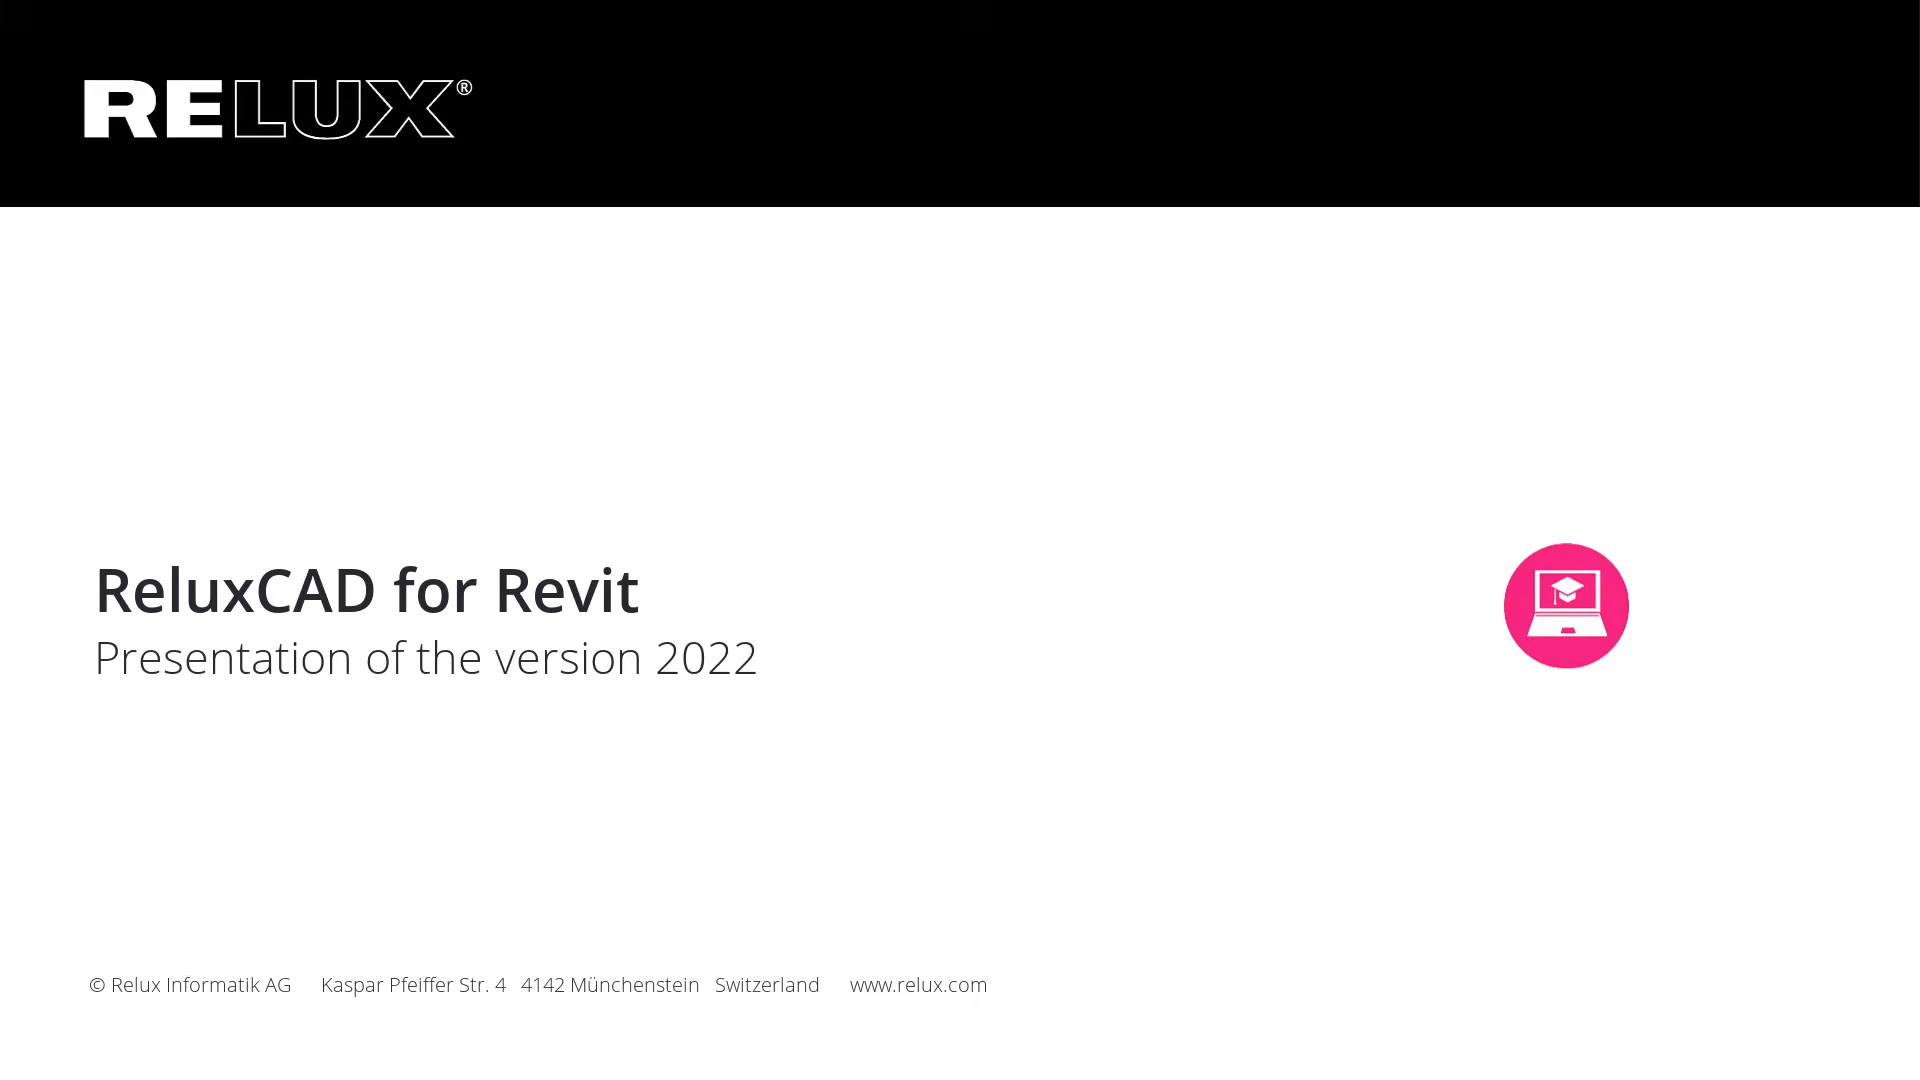 RELUX®
ReluxCAD for Revit
Presentation of the version 2022
© Relux Informatik AG Kaspar Pfeiffer Str. 4 4142 Münchenstein Switzerland www.relux.com